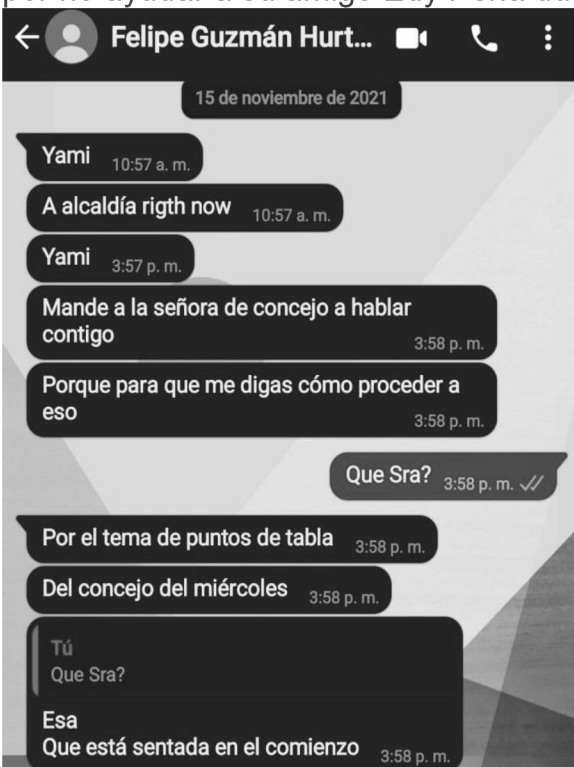 Felipe Guzmán Hurt...
15 de noviembre de 2021
Yami 10:57 a. m.
A alcaldía rigth now 10:57 a. m.
Yami 3:57 p. m.
Mande a la señora de concejo a hablar
contigo 3:58 p. m.
Porque para que me digas cómo proceder a
eso 3:58 p. m.
Que Sra? 3:58 p. m.
Por el tema de puntos de tabla 3:58 p. m.
Del concejo del miércoles 3:58 p. m.
Tú
Que Sra?
Esa
Que está sentada en el comienzo 3:58 p. m.